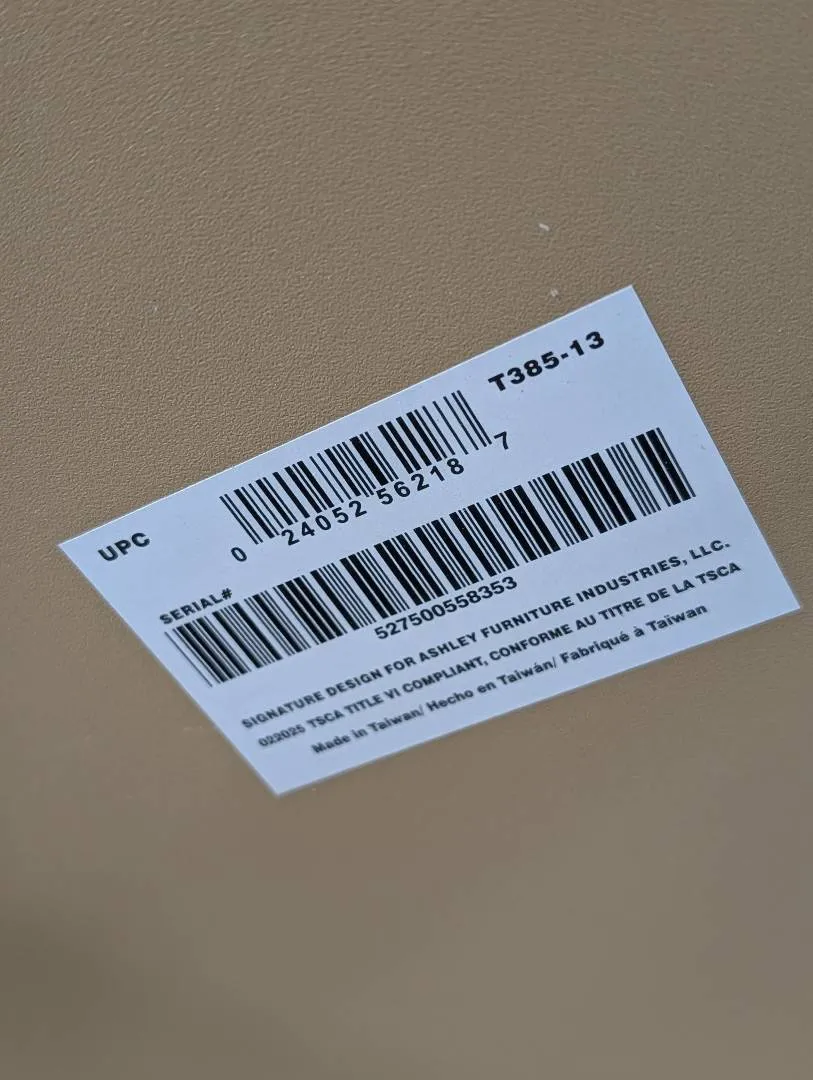 T385-13
UPC
0 24052 56218 7
SERIAL#
527500558353
SIGNATURE DESIGN FOR ASHLEY FURNITURE INDUSTRIES, LLC.
022025 TSCA TITLE VI COMPLIANT, CONFORME AU TITRE DE LA TSCA
Made in Taiwan/ Hecho en Taiwán/ Fabriqué à Taïwan